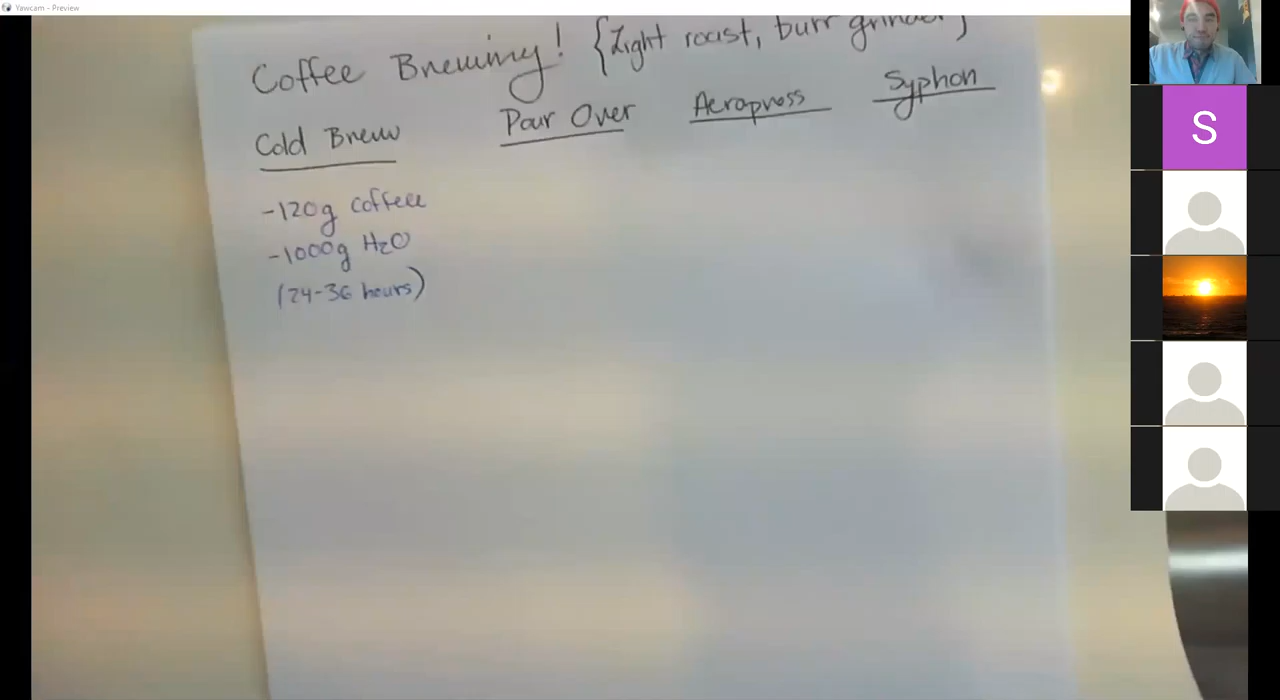 Yawcam - Preview
Coffee Brewing! {Light roast, burr grinder}
Cold Brew
Pour Over
Aeropress
Syphon
-120g coffee
-1000g H₂O
(24-36 hours)
S